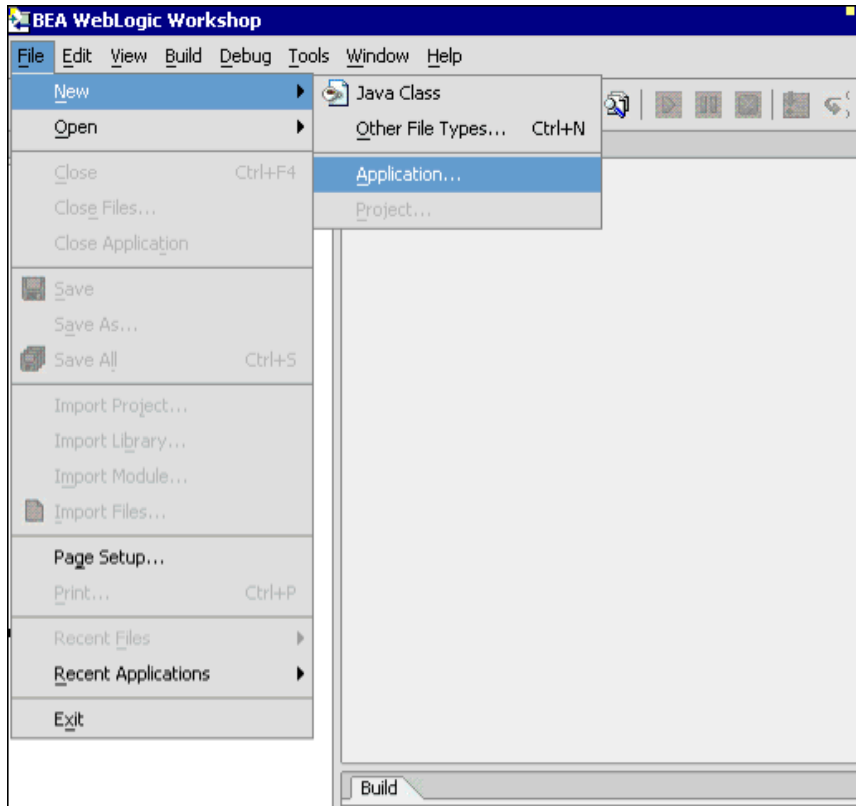 BEA WebLogic Workshop
File Edit View Build Debug Tools Window Help
New
Java Class
Open
Other File Types... Ctrl+N
Close Ctrl+F4
Application...
Close Files...
Project...
Close Application
Save
Save As...
Save All Ctrl+S
Import Project...
Import Library...
Import Module...
Import Files...
Page Setup...
Print... Ctrl+P
Recent Files
Recent Applications
Exit
Build